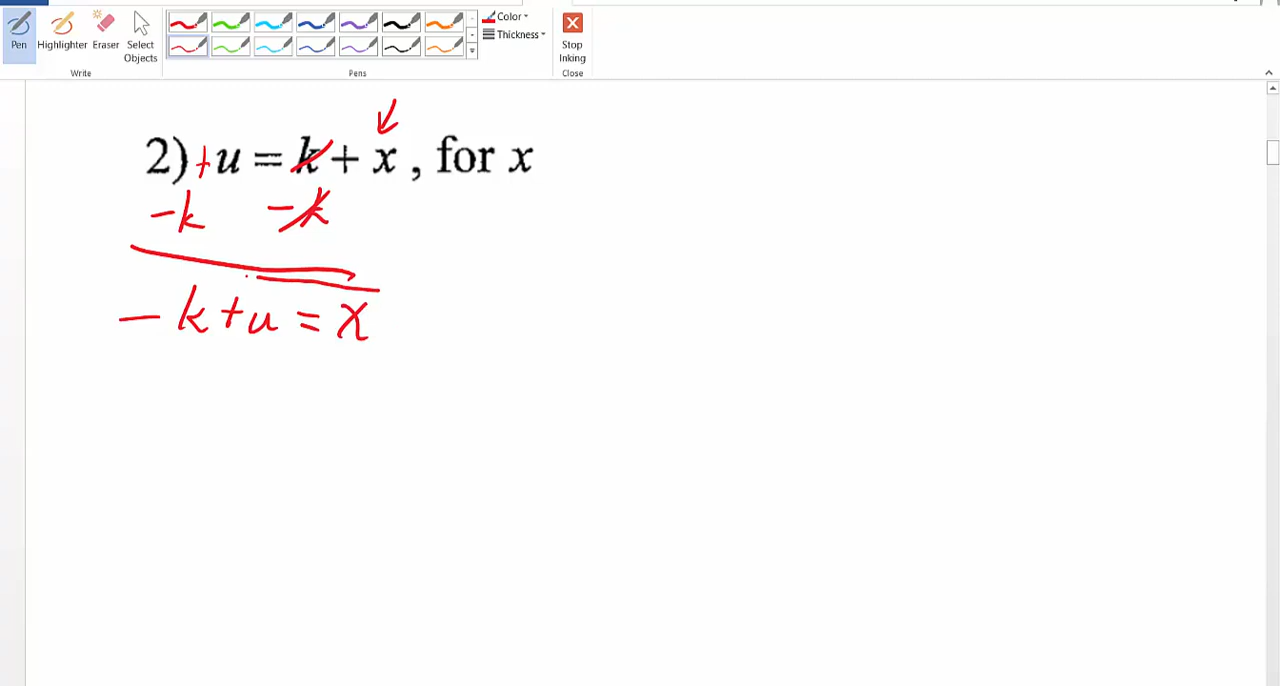 Pen Highlighter Eraser Select Objects
Color
Thickness
Stop Inking
Write Pens Close
2) +u = k + x , for x
-k -k
- k + u = x